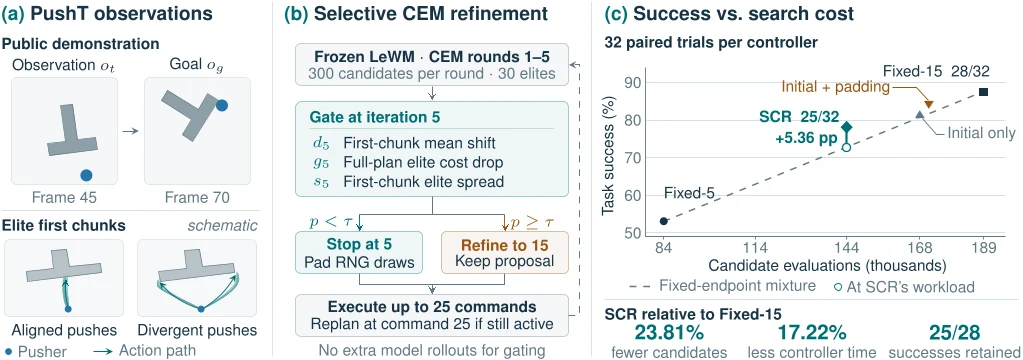 (a) PushT observations
Public demonstration
Observation oₜ
Goal o_g
Frame 45
Frame 70
Elite first chunks
schematic
Aligned pushes
Divergent pushes
Pusher
Action path
(b) Selective CEM refinement
Frozen LeWM · CEM rounds 1–5
300 candidates per round · 30 elites
Gate at iteration 5
d₅ First-chunk mean shift
g₅ Full-plan elite cost drop
s₅ First-chunk elite spread
p < τ
p ≥ τ
Stop at 5
Pad RNG draws
Refine to 15
Keep proposal
Execute up to 25 commands
Replan at command 25 if still active
No extra model rollouts for gating
(c) Success vs. search cost
32 paired trials per controller
Task success (%)
90
80
70
60
50
Fixed-15 28/32
Initial + padding
SCR 25/32
+5.36 pp
Initial only
Fixed-5
84
114
144
168
189
Candidate evaluations (thousands)
Fixed-endpoint mixture
At SCR's workload
SCR relative to Fixed-15
23.81%
fewer candidates
17.22%
less controller time
25/28
successes retained